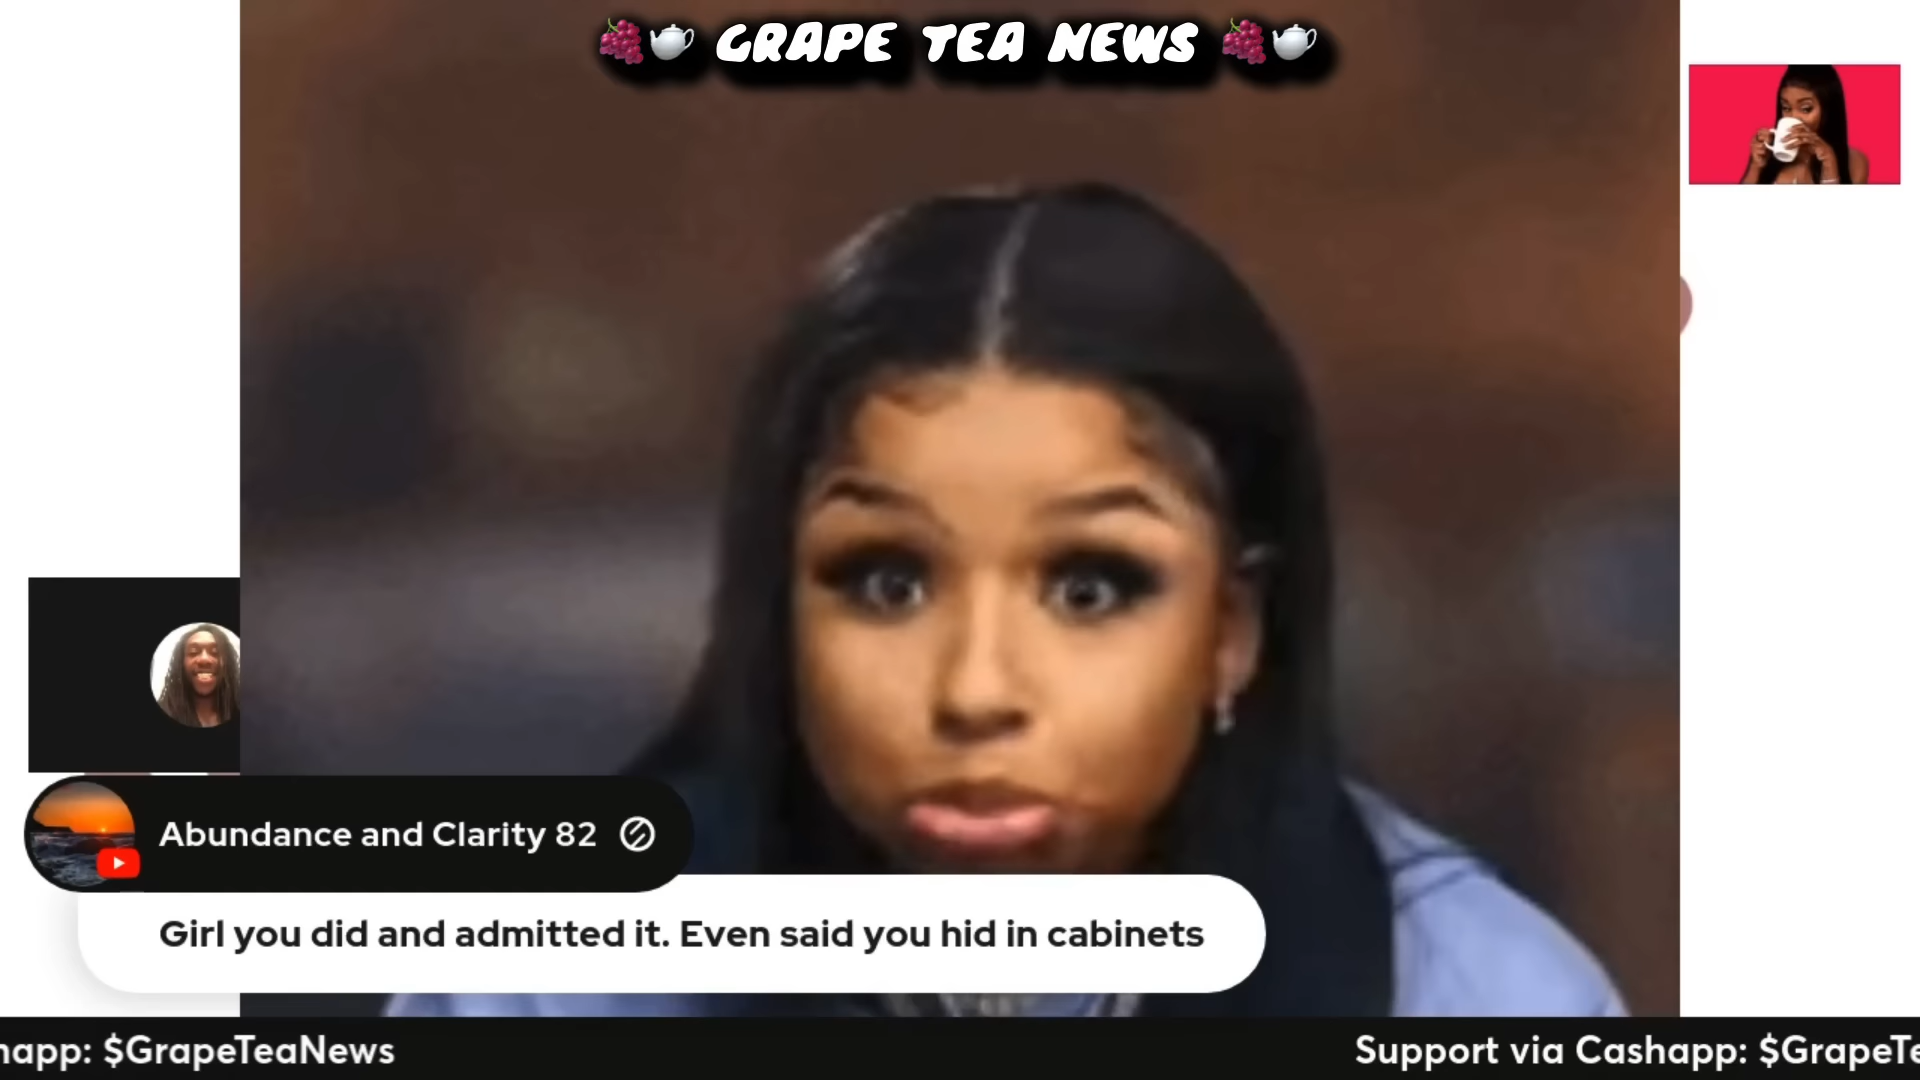 GRAPE TEA NEWS
Abundance and Clarity 82
Girl you did and admitted it. Even said you hid in cabinets
happ: $GrapeTeaNews
Support via Cashapp: $GrapeTe